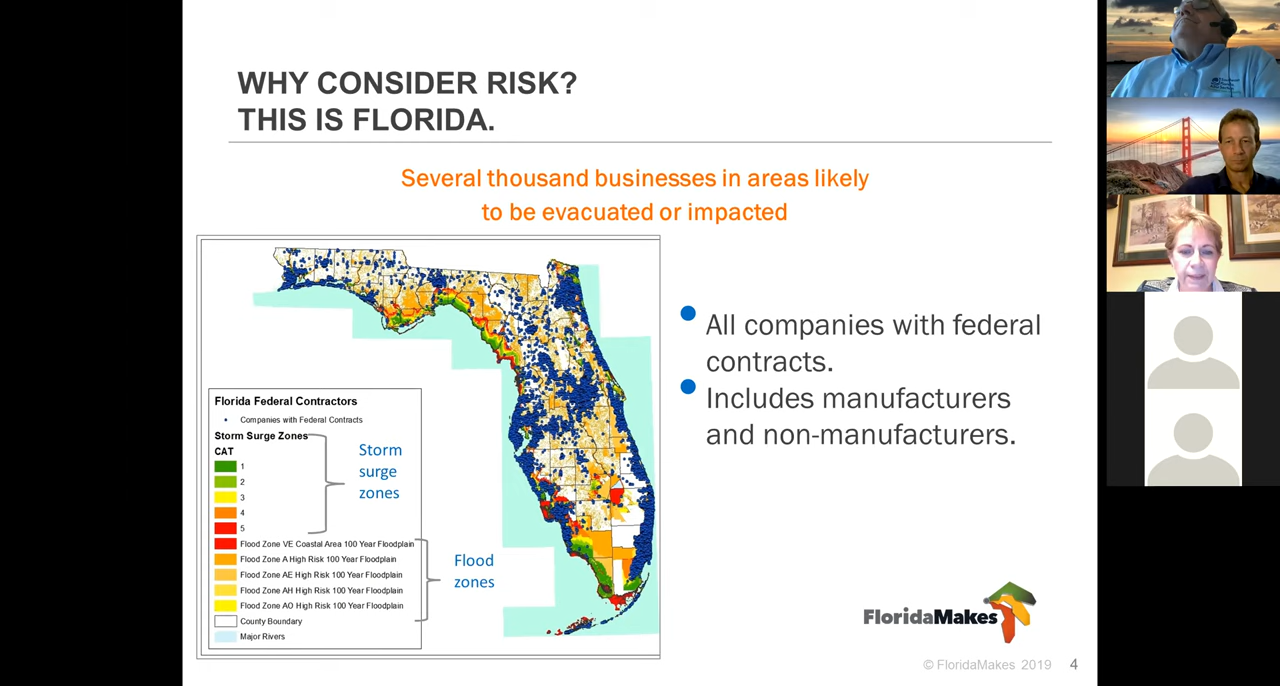 WHY CONSIDER RISK?
THIS IS FLORIDA.
Several thousand businesses in areas likely
to be evacuated or impacted
Florida Federal Contractors
Companies with Federal Contracts
Storm Surge Zones
CAT
1
2
3
4
5
Flood Zone VE Coastal Area 100 Year Floodplain
Flood Zone A High Risk 100 Year Floodplain
Flood Zone AE High Risk 100 Year Floodplain
Flood Zone AH High Risk 100 Year Floodplain
Flood Zone AO High Risk 100 Year Floodplain
County Boundary
Major Rivers
Storm
surge
zones
Flood
zones
• All companies with federal
contracts.
• Includes manufacturers
and non-manufacturers.
FloridaMakes
© FloridaMakes 2019 4